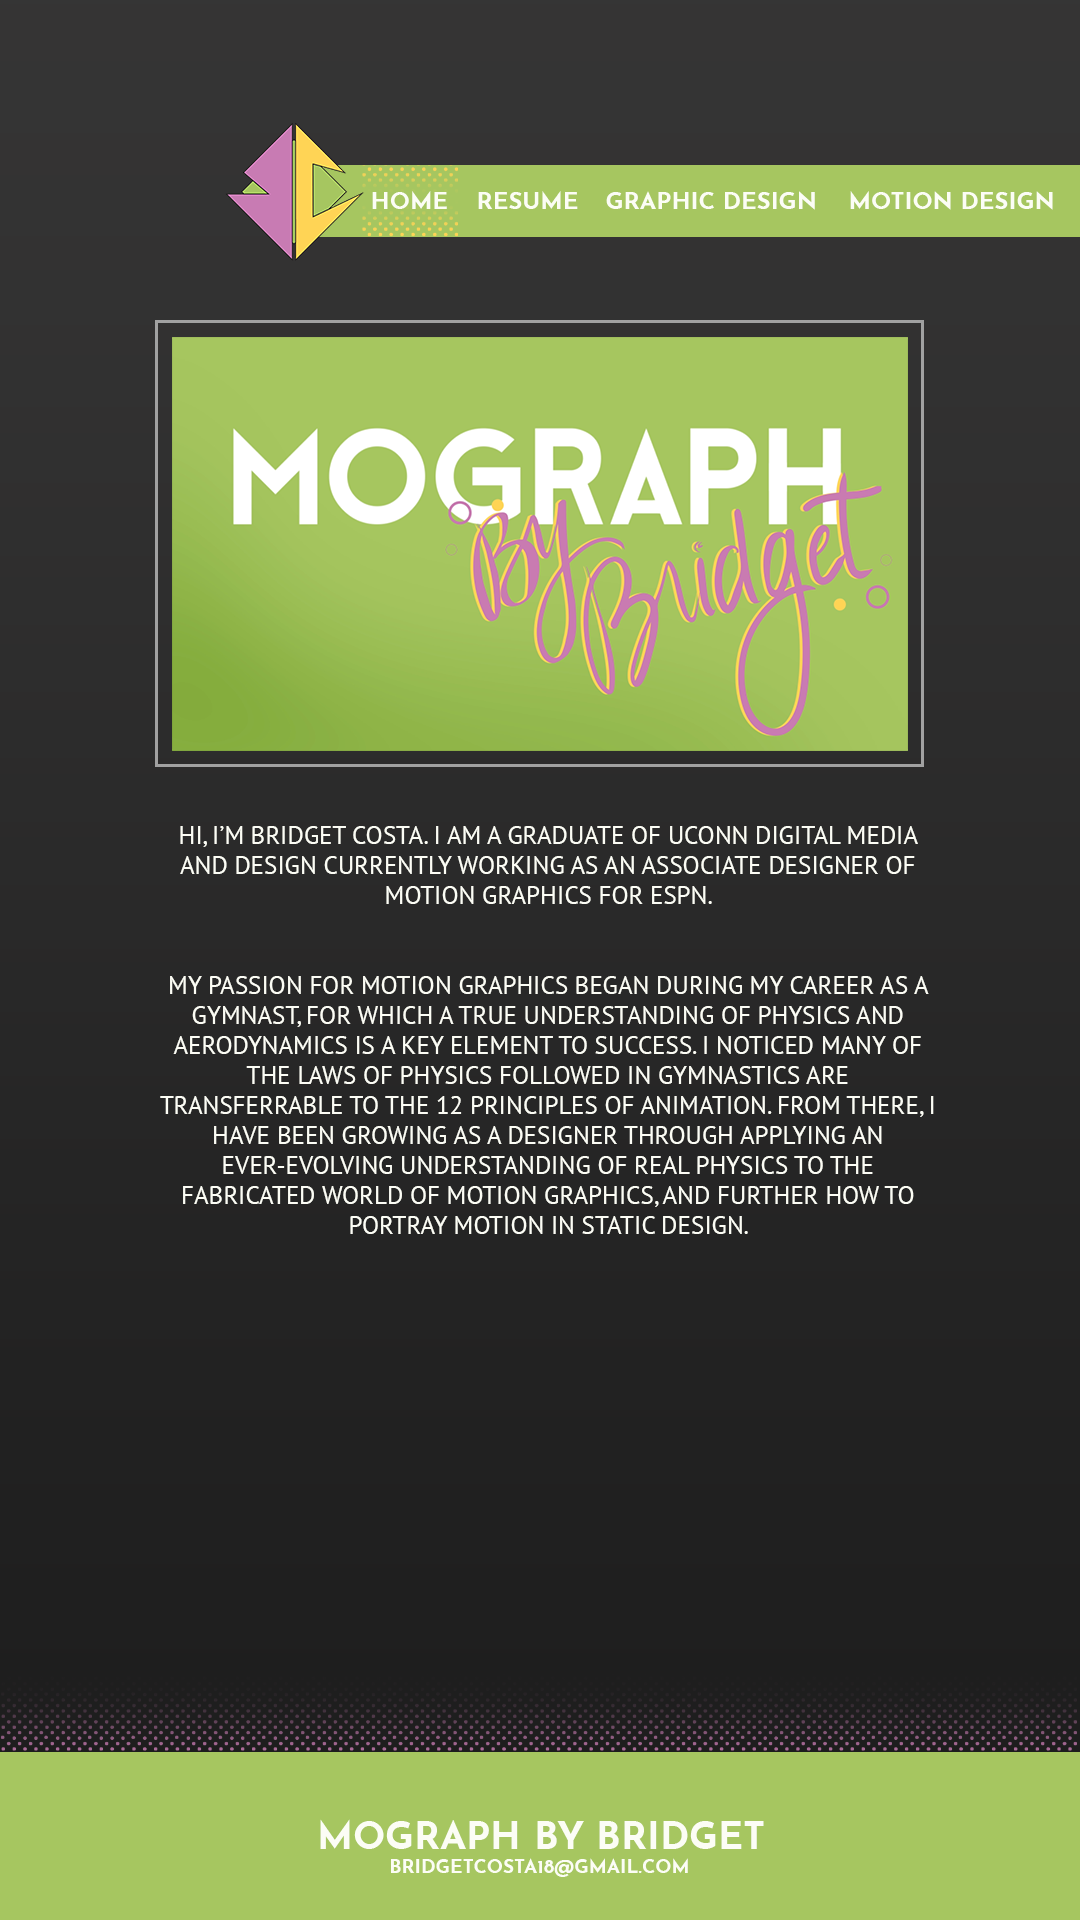 HOME RESUME GRAPHIC DESIGN MOTION DESIGN
MOGRAPH
By Bridget
HI, I’M BRIDGET COSTA. I AM A GRADUATE OF UCONN DIGITAL MEDIA
AND DESIGN CURRENTLY WORKING AS AN ASSOCIATE DESIGNER OF
MOTION GRAPHICS FOR ESPN.
MY PASSION FOR MOTION GRAPHICS BEGAN DURING MY CAREER AS A
GYMNAST, FOR WHICH A TRUE UNDERSTANDING OF PHYSICS AND
AERODYNAMICS IS A KEY ELEMENT TO SUCCESS. I NOTICED MANY OF
THE LAWS OF PHYSICS FOLLOWED IN GYMNASTICS ARE
TRANSFERRABLE TO THE 12 PRINCIPLES OF ANIMATION. FROM THERE, I
HAVE BEEN GROWING AS A DESIGNER THROUGH APPLYING AN
EVER-EVOLVING UNDERSTANDING OF REAL PHYSICS TO THE
FABRICATED WORLD OF MOTION GRAPHICS, AND FURTHER HOW TO
PORTRAY MOTION IN STATIC DESIGN.
MOGRAPH BY BRIDGET
BRIDGETCOSTA18@GMAIL.COM